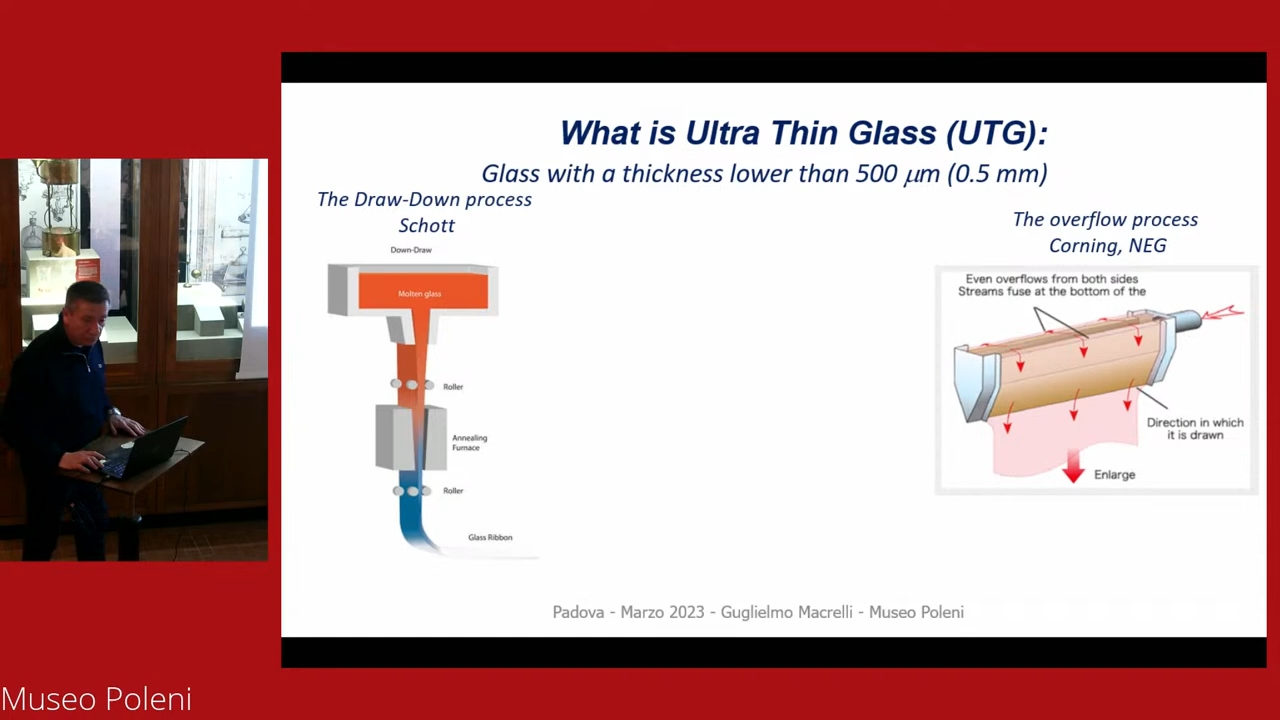 What is Ultra Thin Glass (UTG):
Glass with a thickness lower than 500 μm (0.5 mm)
The Draw-Down process
Schott
Down-Draw
Molten glass
Roller
Annealing
Furnace
Roller
Glass Ribbon
The overflow process
Corning, NEG
Even overflows from both sides
Streams fuse at the bottom of the
Direction in which
it is drawn
Enlarge
Padova - Marzo 2023 - Guglielmo Macrelli - Museo Poleni
Museo Poleni